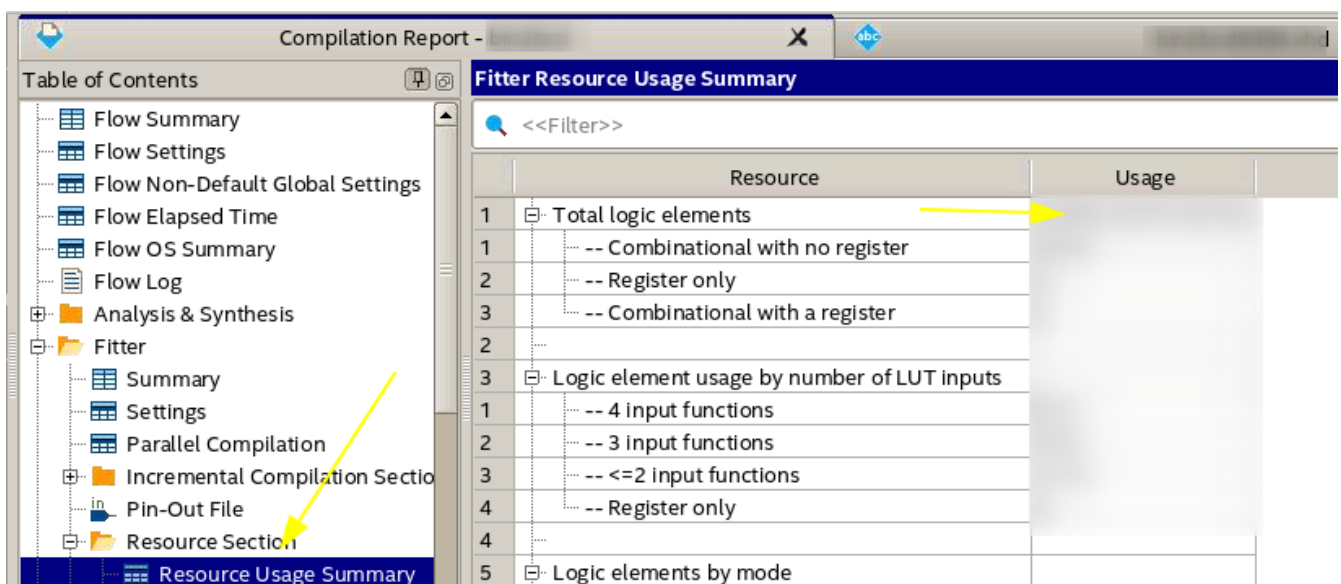 Compilation Report -
abc
Table of Contents
Flow Summary
Flow Settings
Flow Non-Default Global Settings
Flow Elapsed Time
Flow OS Summary
Flow Log
Analysis & Synthesis
Fitter
Summary
Settings
Parallel Compilation
Incremental Compilation Sectio
in Pin-Out File
Resource Section
Resource Usage Summary
Fitter Resource Usage Summary
<<Filter>>
Resource Usage
1 Total logic elements
1 -- Combinational with no register
2 -- Register only
3 -- Combinational with a register
2
3 Logic element usage by number of LUT inputs
1 -- 4 input functions
2 -- 3 input functions
3 -- <=2 input functions
4 -- Register only
4
5 Logic elements by mode